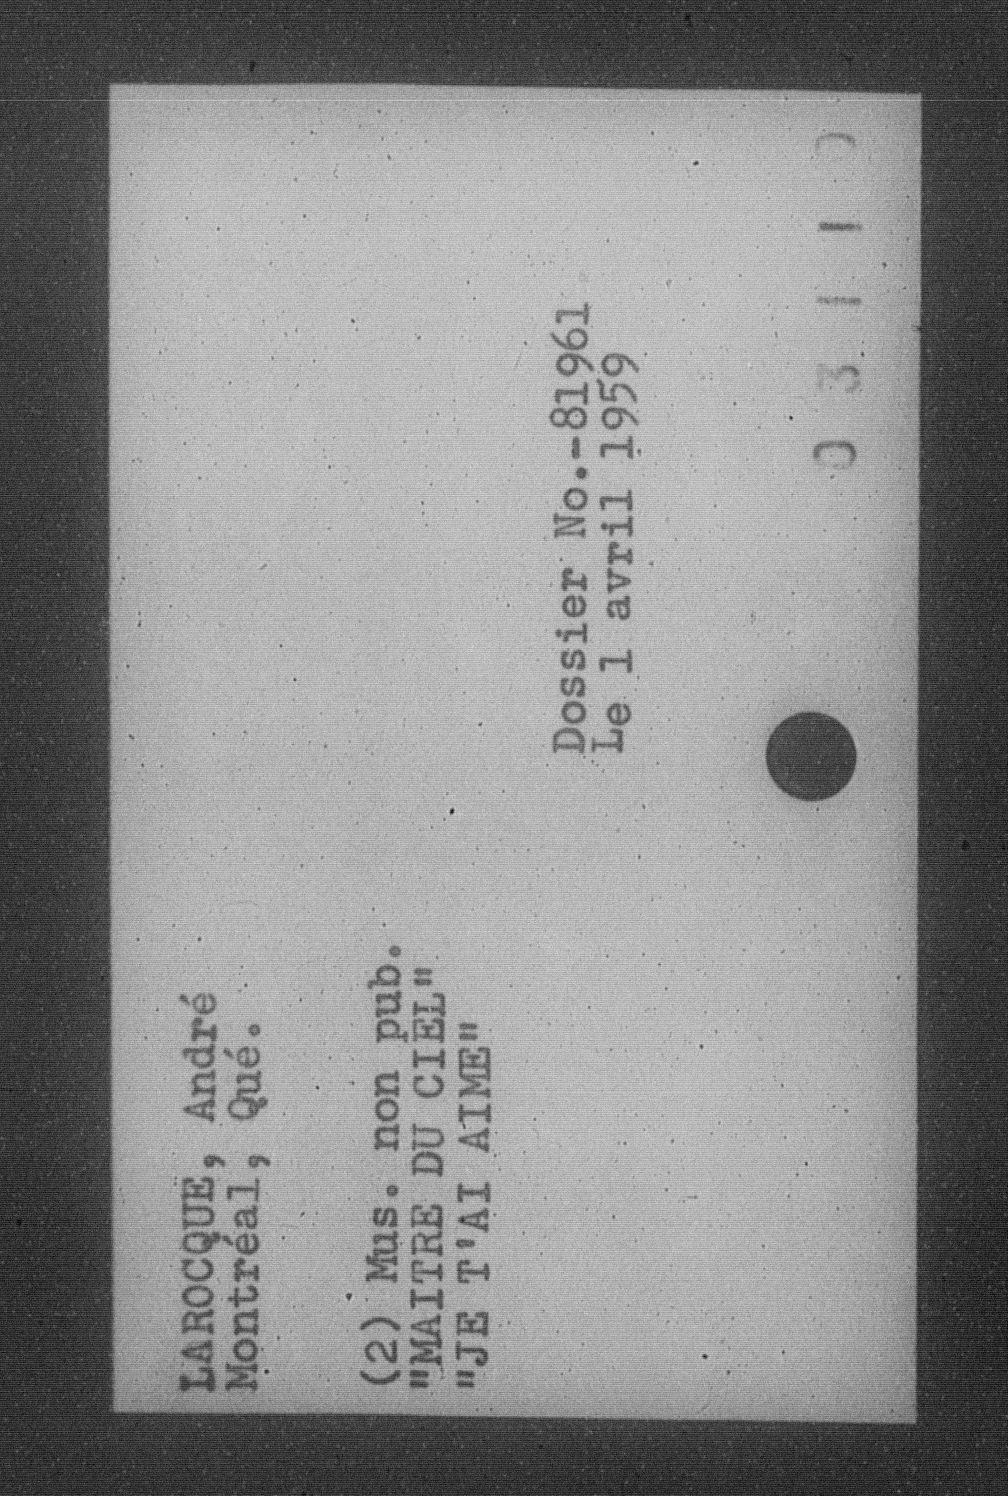 LAROCQUE, André
Montréal, Qué.
(2) Mus. non pub.
"MAITRE DU CIEL"
"JE T'AI AIME"
Dossier No.-81961
Le 1 avril 1959